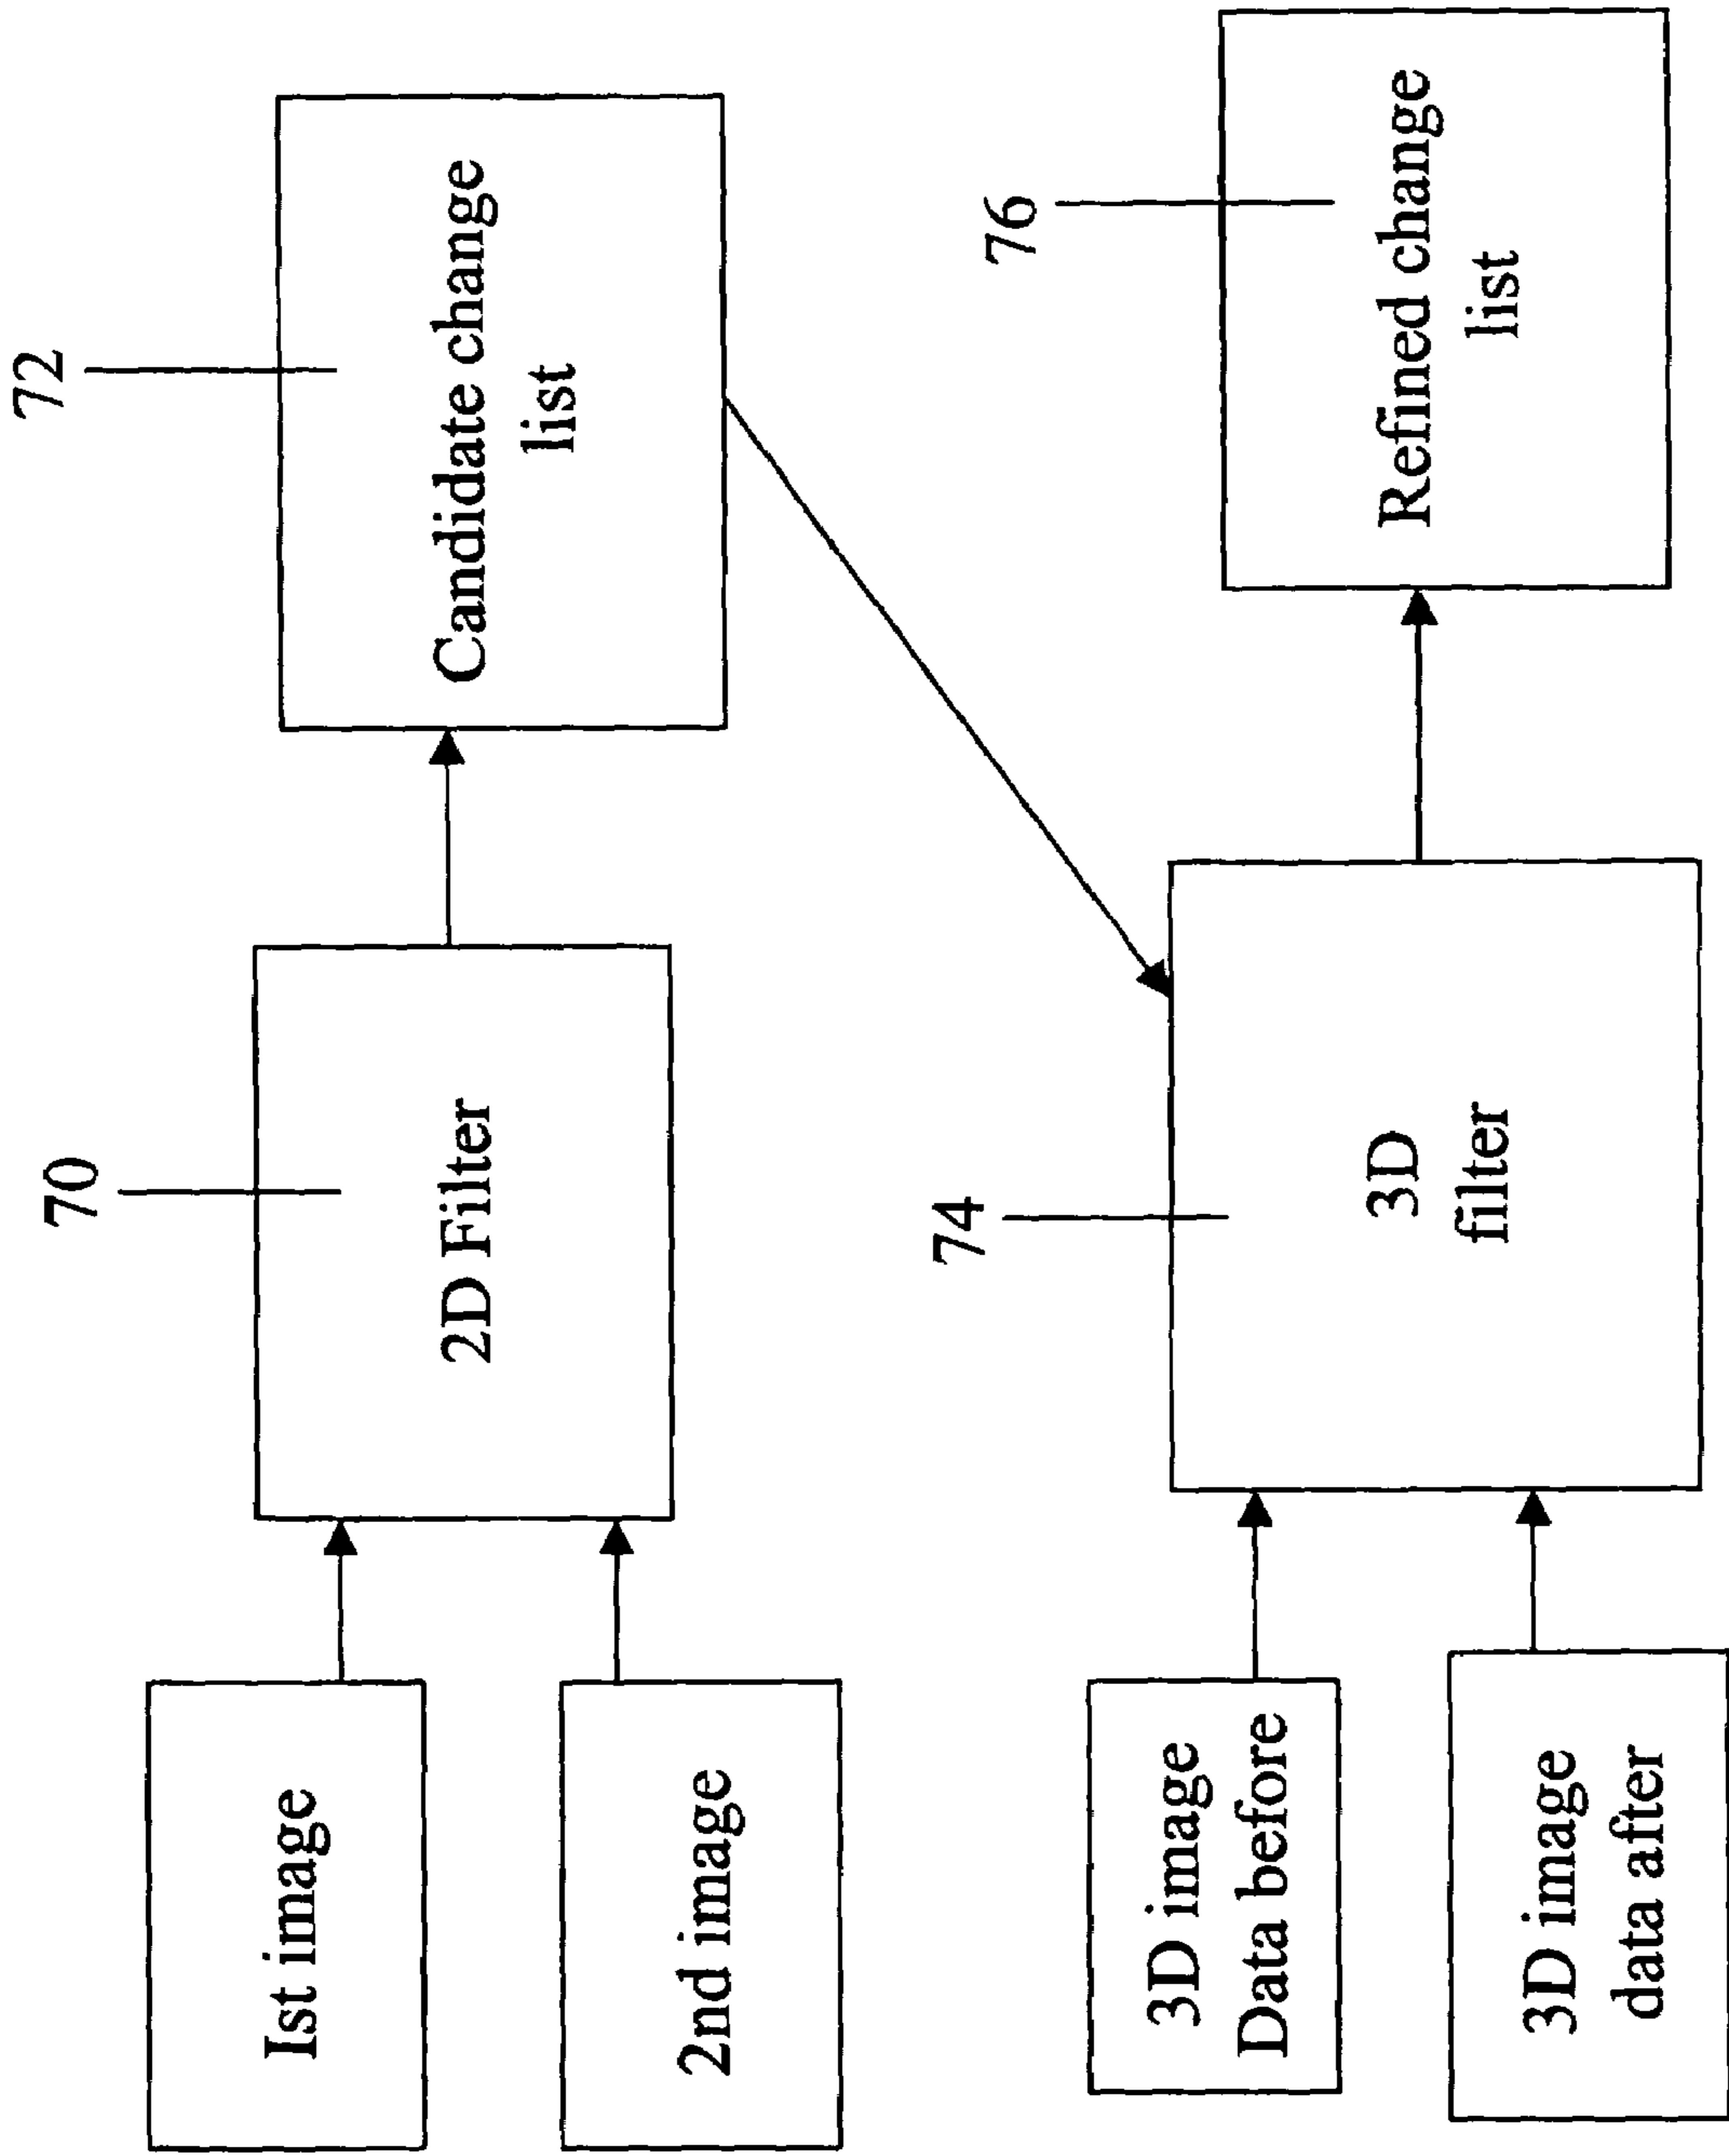 70
72
Ist image
2nd image
2D Filter
Candidate change
list
74
76
3D image
Data before
3D image
data after
3D
filter
Refined change
list